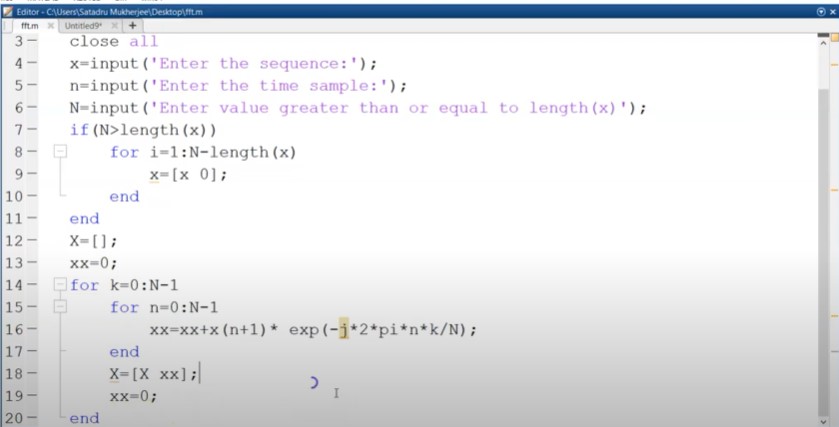 Editor - C:\Users\Satadru Mukherjee\Desktop\fft.m
fft.m × Untitled9* × +
3 — close all
4 — x=input('Enter the sequence:');
5 — n=input('Enter the time sample:');
6 — N=input('Enter value greater than or equal to length(x)');
7 — if(N>length(x))
8 — for i=1:N-length(x)
9 — x=[x 0];
10 — end
11 — end
12 — X=[];
13 — xx=0;
14 — for k=0:N-1
15 — for n=0:N-1
16 — xx=xx+x(n+1)* exp(-j*2*pi*n*k/N);
17 — end
18 — X=[X xx];
19 — xx=0;
20 — end